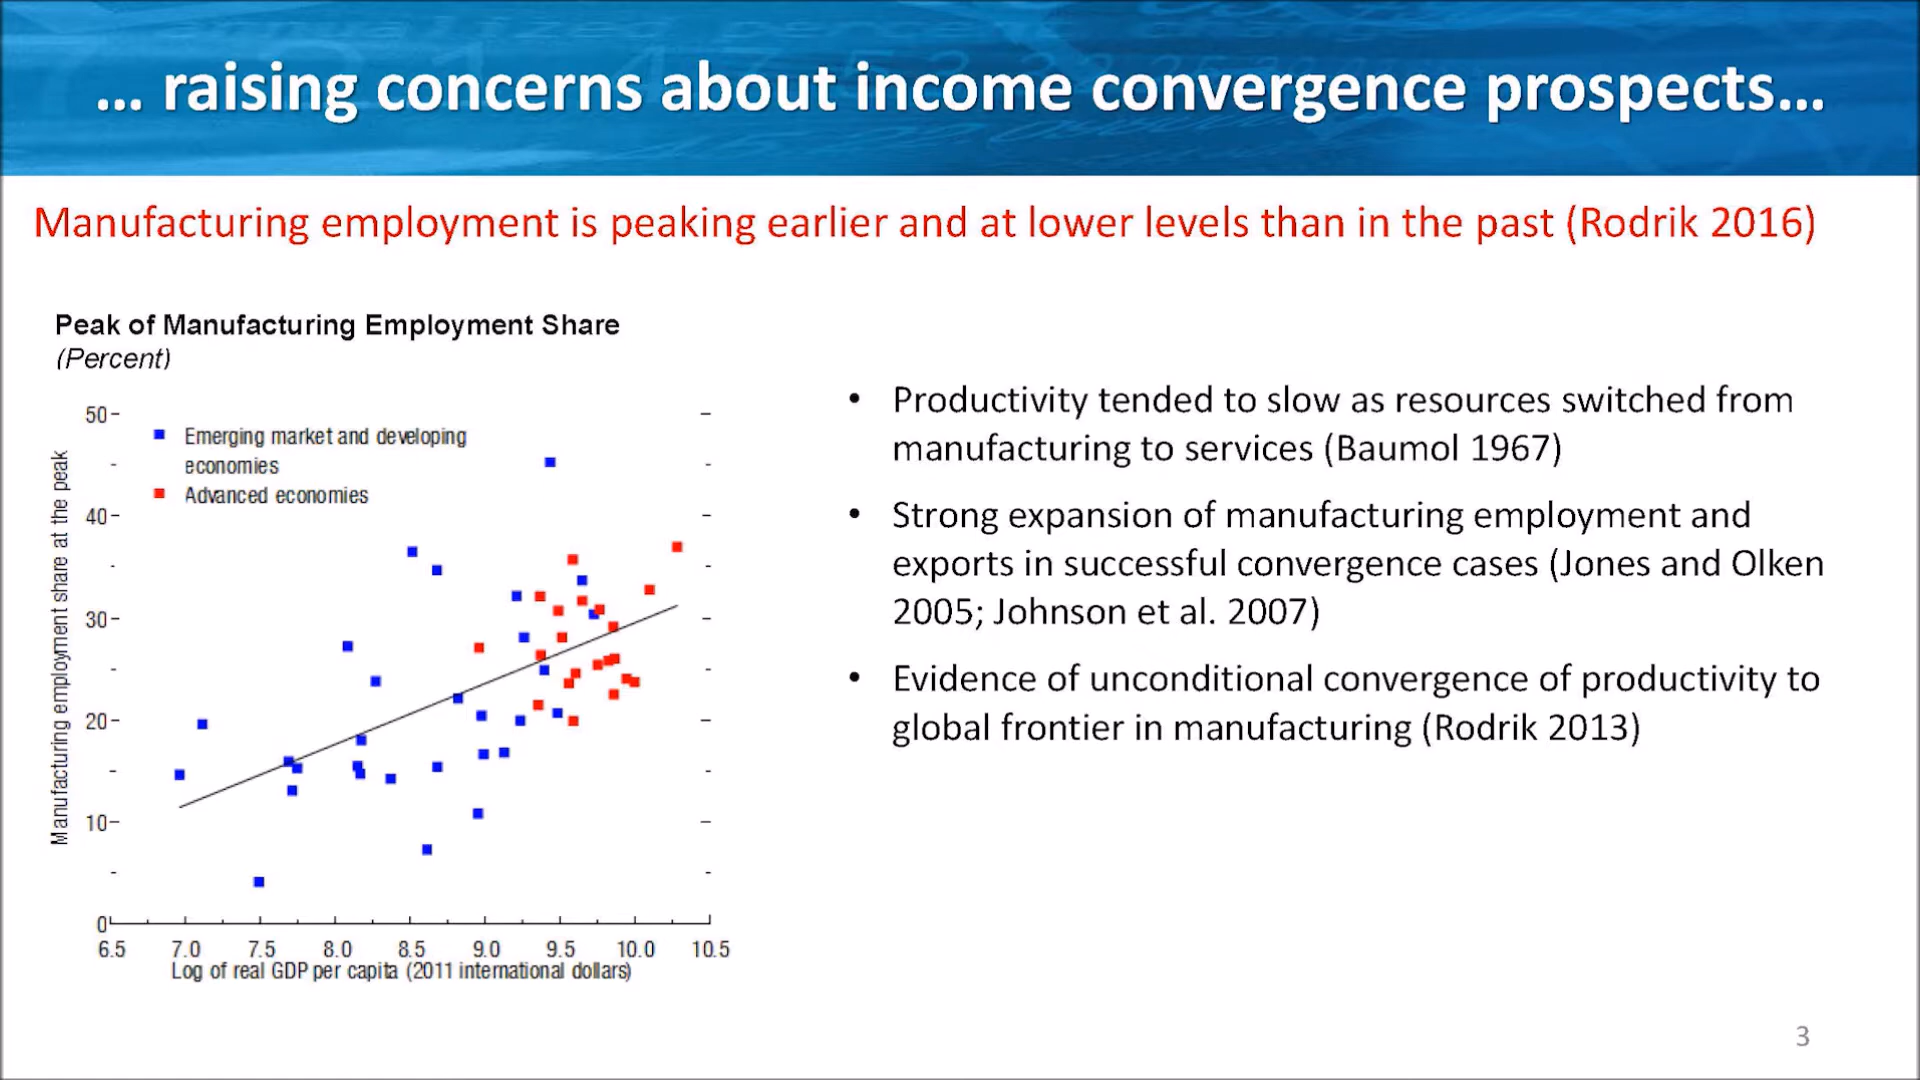 ... raising concerns about income convergence prospects...
Manufacturing employment is peaking earlier and at lower levels than in the past (Rodrik 2016)
Peak of Manufacturing Employment Share
(Percent)
Manufacturing employment share at the peak
50
40
30
20
10
0
Emerging market and developing
economies
Advanced economies
6.5 7.0 7.5 8.0 8.5 9.0 9.5 10.0 10.5
Log of real GDP per capita (2011 international dollars)
• Productivity tended to slow as resources switched from
manufacturing to services (Baumol 1967)
• Strong expansion of manufacturing employment and
exports in successful convergence cases (Jones and Olken
2005; Johnson et al. 2007)
• Evidence of unconditional convergence of productivity to
global frontier in manufacturing (Rodrik 2013)
3